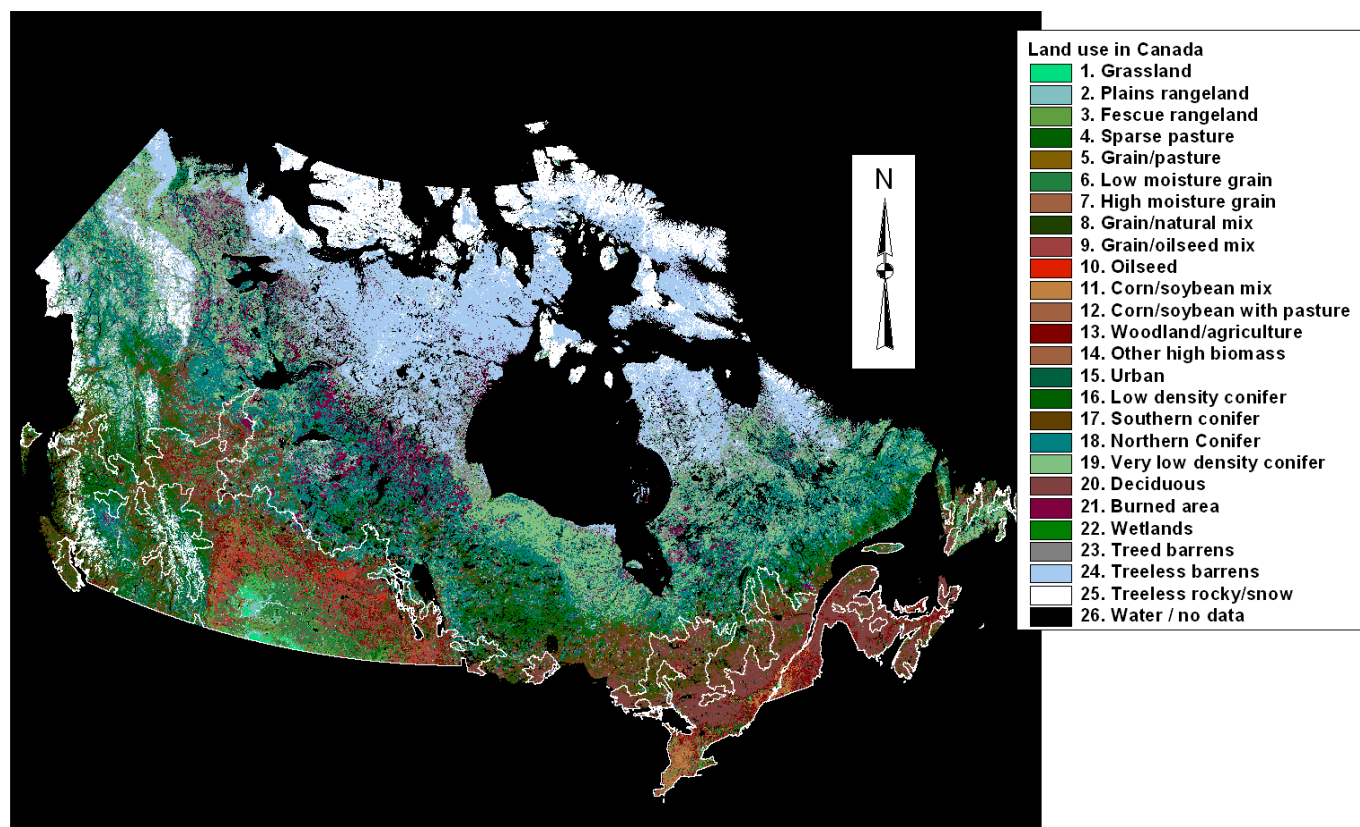 Land use in Canada
1. Grassland
2. Plains rangeland
3. Fescue rangeland
4. Sparse pasture
5. Grain/pasture
6. Low moisture grain
7. High moisture grain
8. Grain/natural mix
9. Grain/oilseed mix
10. Oilseed
11. Corn/soybean mix
12. Corn/soybean with pasture
13. Woodland/agriculture
14. Other high biomass
15. Urban
16. Low density conifer
17. Southern conifer
18. Northern Conifer
19. Very low density conifer
20. Deciduous
21. Burned area
22. Wetlands
23. Treed barrens
24. Treeless barrens
25. Treeless rocky/snow
26. Water / no data
N